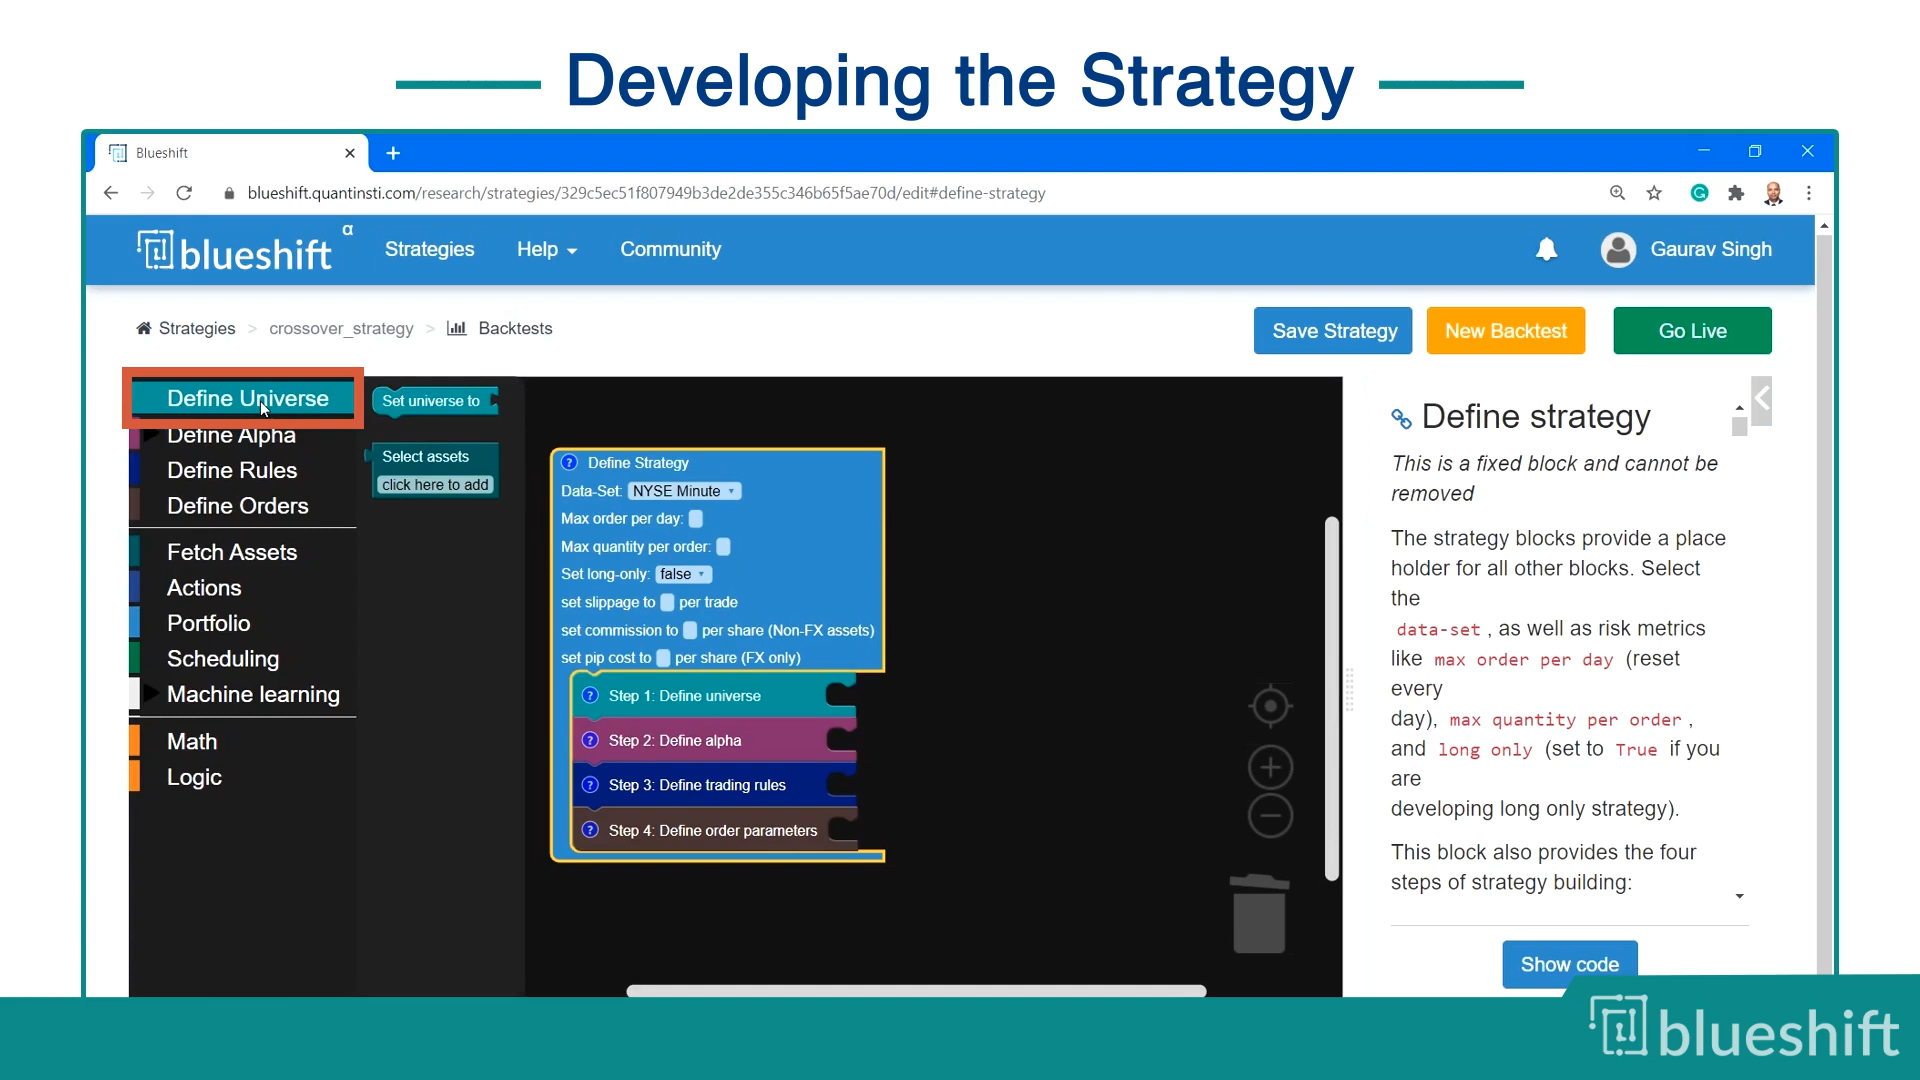 Developing the Strategy
Blueshift
blueshift.quantinsti.com/research/strategies/329c5ec51f807949b3de2de355c346b65f5ae70d/edit#define-strategy
blueshift α
Strategies
Help
Community
Gaurav Singh
Strategies > crossover_strategy > Backtests
Save Strategy
New Backtest
Go Live
Define Universe
Define Alpha
Define Rules
Define Orders
Fetch Assets
Actions
Portfolio
Scheduling
Machine learning
Math
Logic
Set universe to
Select assets
click here to add
? Define Strategy
Data-Set: NYSE Minute
Max order per day:
Max quantity per order:
Set long-only: false
set slippage to per trade
set commission to per share (Non-FX assets)
set pip cost to per share (FX only)
? Step 1: Define universe
? Step 2: Define alpha
? Step 3: Define trading rules
? Step 4: Define order parameters
Define strategy
This is a fixed block and cannot be
removed
The strategy blocks provide a place
holder for all other blocks. Select
the
data-set , as well as risk metrics
like max order per day (reset
every
day), max quantity per order ,
and long only (set to True if you
are
developing long only strategy).
This block also provides the four
steps of strategy building:
Show code
blueshift